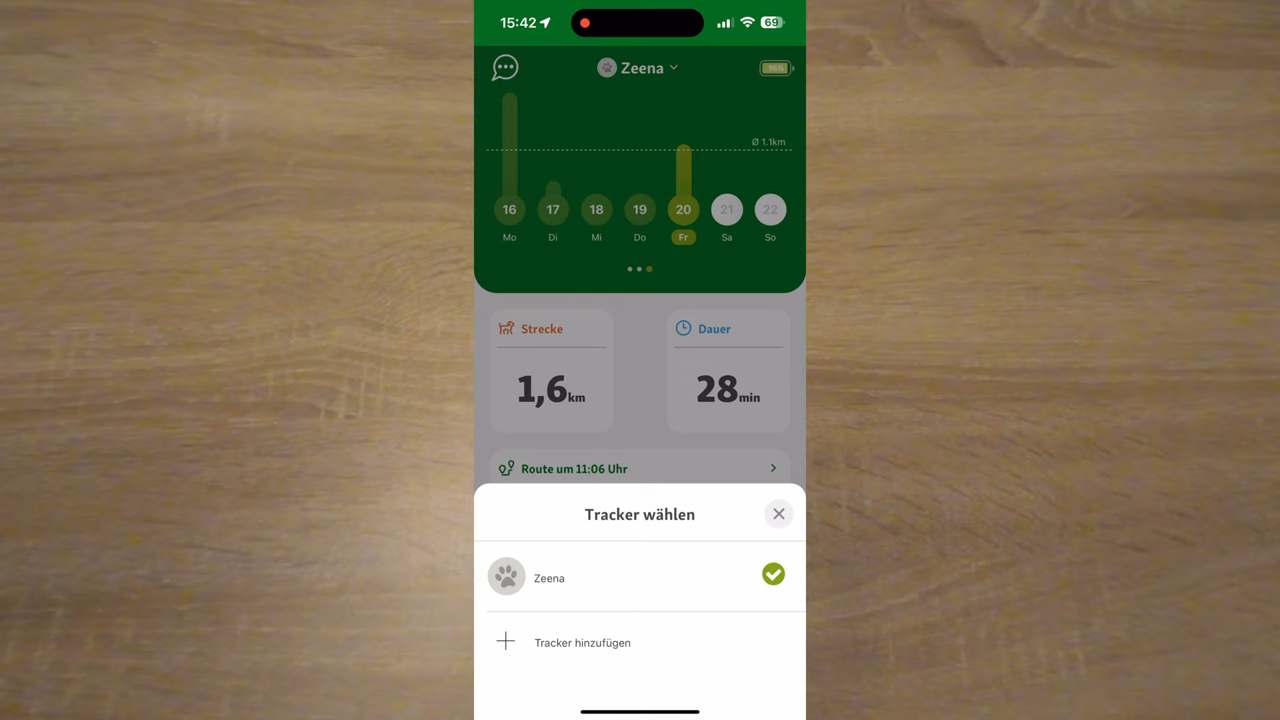 15:42
69
Zeena
96%
Ø 1.1km
16 17 18 19 20 21 22
Mo Di Mi Do Fr Sa So
Strecke
Dauer
1,6km
28min
Route um 11:06 Uhr
Tracker wählen
Zeena
Tracker hinzufügen